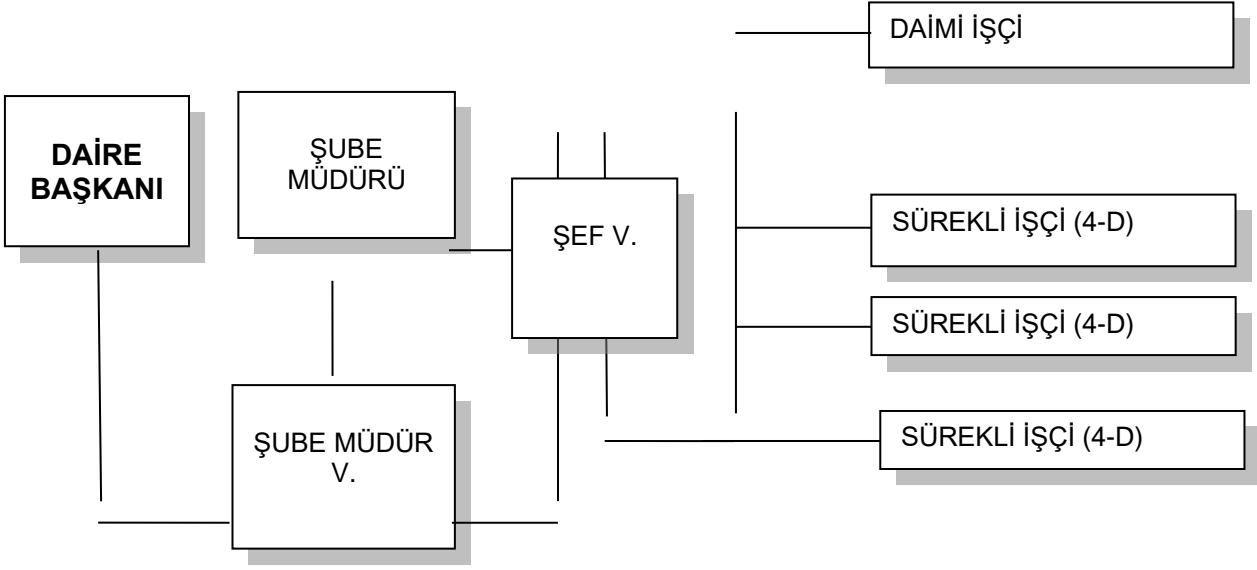 DAİRE
BAŞKANI
ŞUBE
MÜDÜRÜ
ŞUBE MÜDÜR
V.
ŞEF V.
DAİMİ İŞÇİ
SÜREKLİ İŞÇİ (4-D)
SÜREKLİ İŞÇİ (4-D)
SÜREKLİ İŞÇİ (4-D)